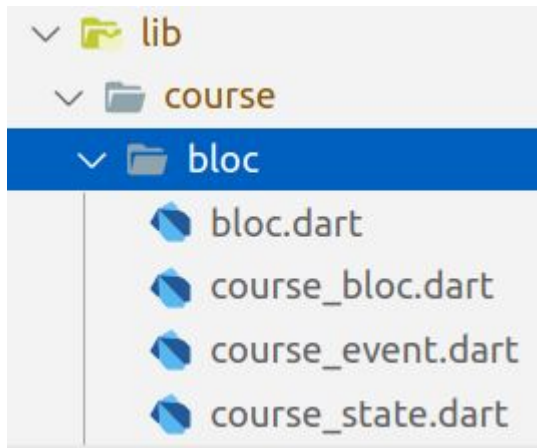 lib
course
bloc
bloc.dart
course_bloc.dart
course_event.dart
course_state.dart